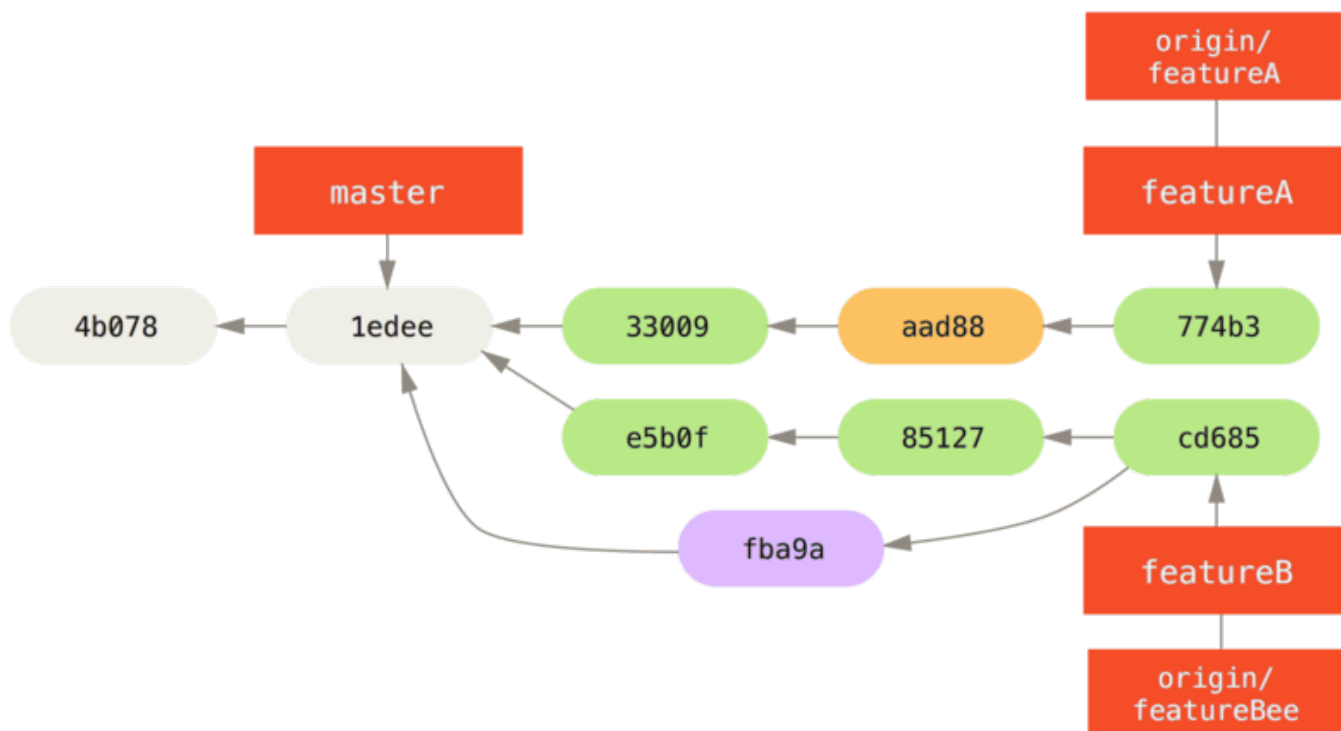 origin/
featureA
master
featureA
4b078
1edee
33009
aad88
774b3
e5b0f
85127
cd685
fba9a
featureB
origin/
featureBee